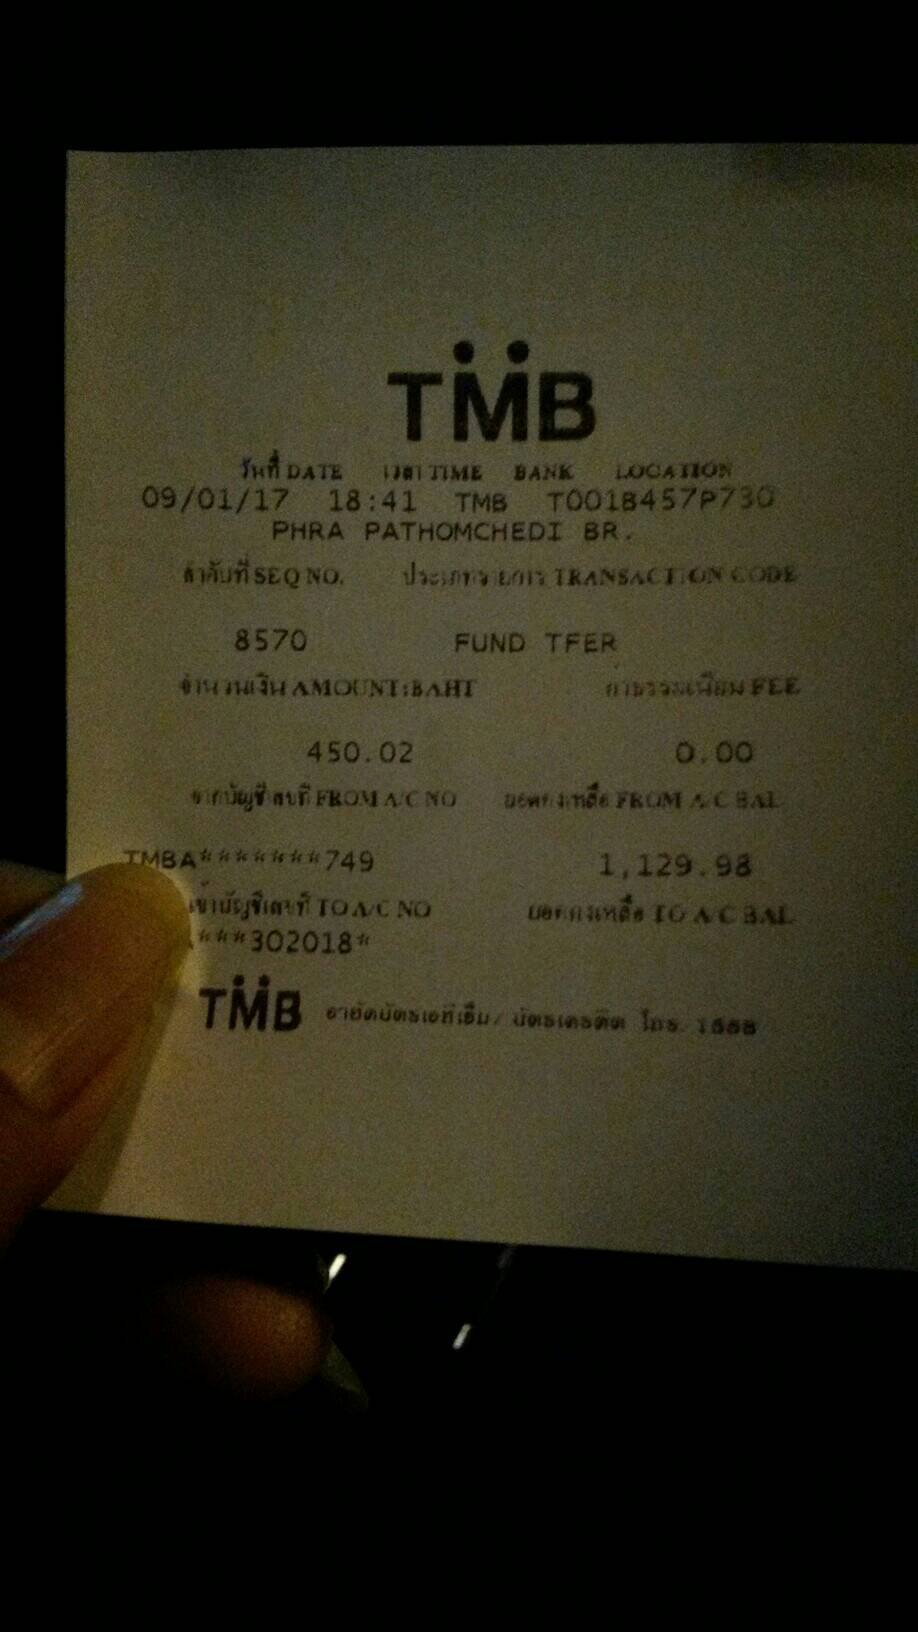 TMB
วันที่ DATE เวลา TIME BANK LOCATION
09/01/17 18:41 TMB T001B457P730
PHRA PATHOMCHEDI BR.
ลำดับที่ SEQ NO. ประเภทรายการ TRANSACTION CODE
8570 FUND TFER
จำนวนเงิน AMOUNT:BAHT ค่าธรรมเนียม FEE
450.02 0.00
จากบัญชีเลขที่ FROM A/C NO ยอดคงเหลือ FROM A/C BAL
TMBA*******749 1,129.98
เข้าบัญชีเลขที่ TO A/C NO ยอดคงเหลือ TO A/C BAL
***302018*
TMB อายัดบัตรเอทีเอ็ม/บัตรเครดิต โทร. 1558